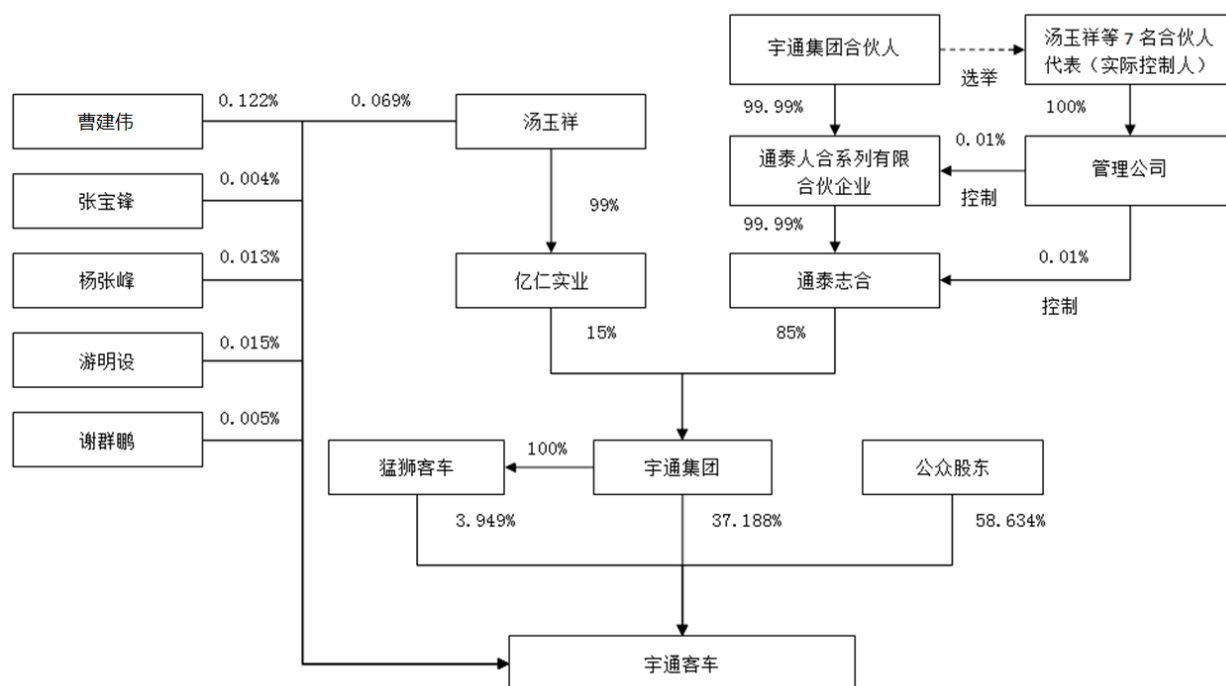 宇通集团合伙人
选举
汤玉祥等 7 名合伙人
代表（实际控制人）
99.99%
100%
曹建伟
0.122%
0.069%
汤玉祥
通泰人合系列有限
合伙企业
0.01%
控制
管理公司
张宝锋
0.004%
99%
99.99%
杨张峰
0.013%
亿仁实业
通泰志合
0.01%
控制
游明设
0.015%
15%
85%
谢群鹏
0.005%
猛狮客车
100%
宇通集团
公众股东
3.949%
37.188%
58.634%
宇通客车